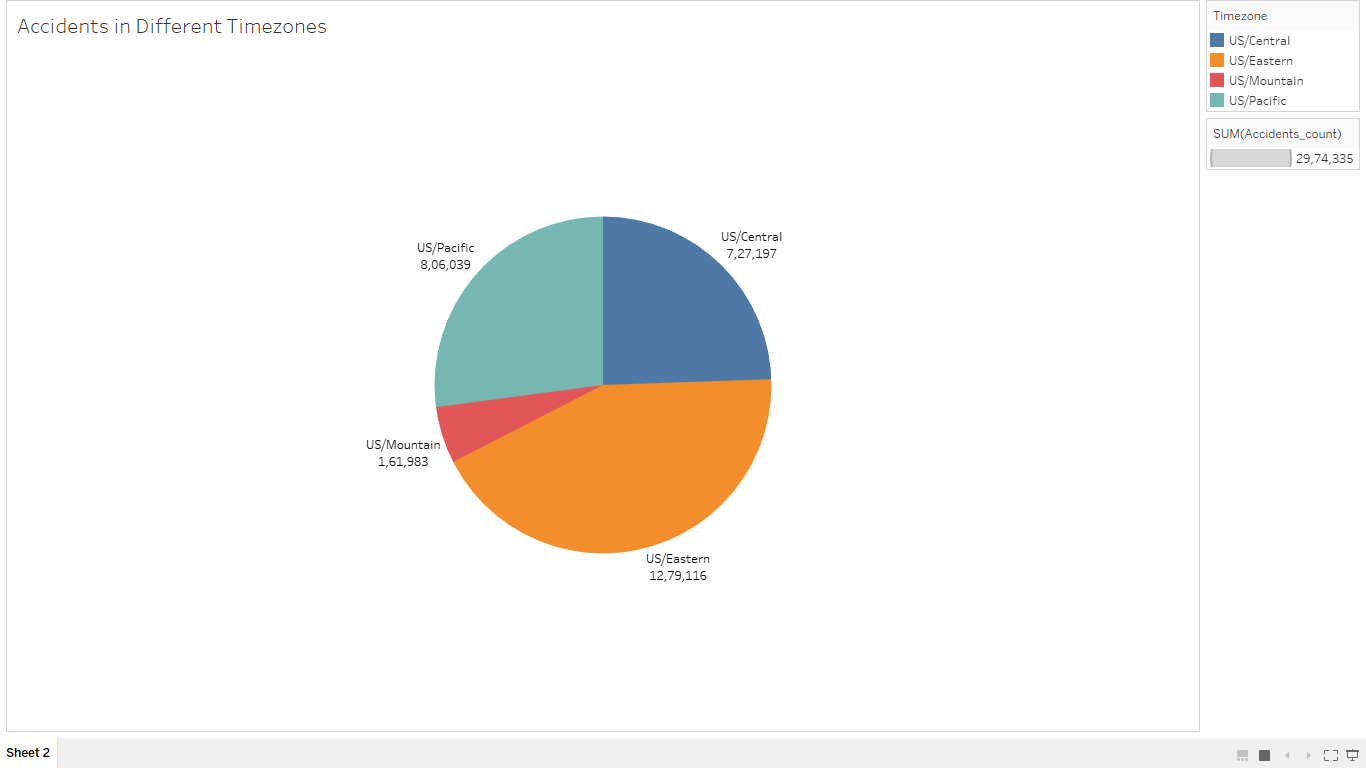 Accidents in Different Timezones
Timezone
US/Central
US/Eastern
US/Mountain
US/Pacific
SUM(Accidents_count)
29,74,335
US/Central
7,27,197
US/Pacific
8,06,039
US/Mountain
1,61,983
US/Eastern
12,79,116
Sheet 2